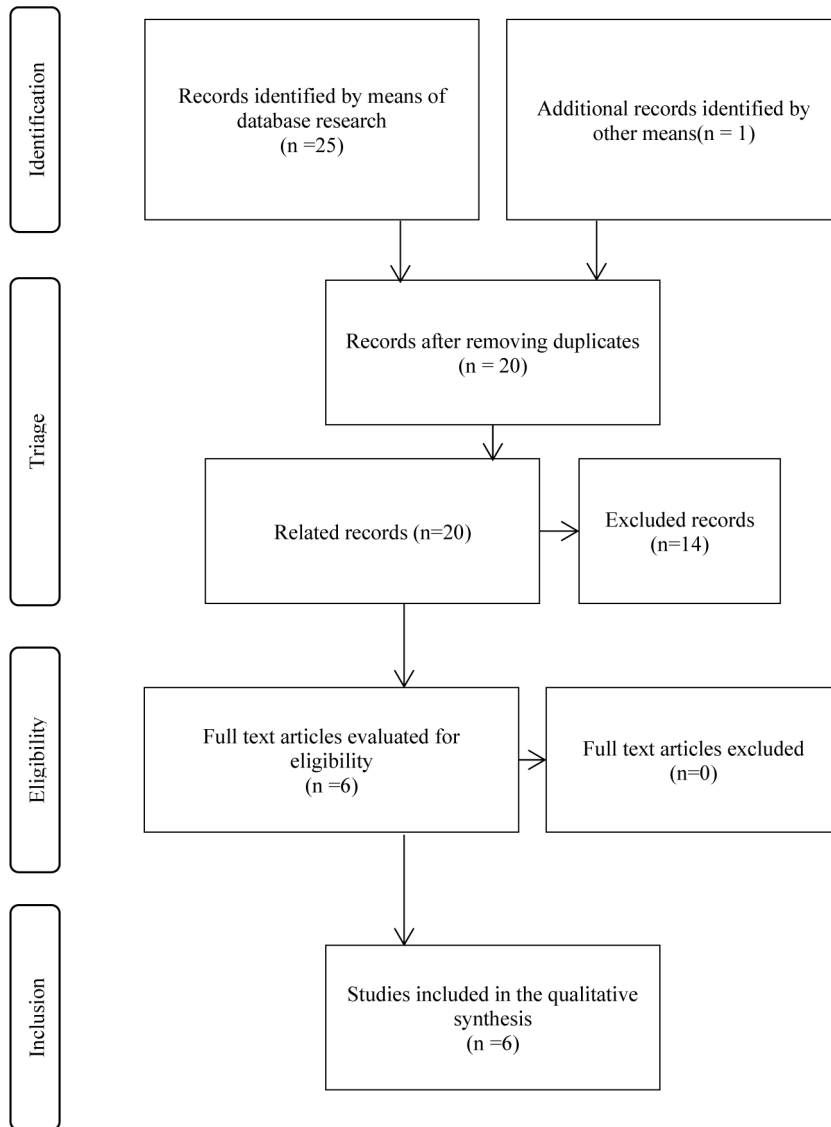 Identification
Records identified by means of
database research
(n =25)
Additional records identified by
other means(n = 1)
Triage
Records after removing duplicates
(n = 20)
Related records (n=20)
Excluded records
(n=14)
Eligibility
Full text articles evaluated for
eligibility
(n =6)
Full text articles excluded
(n=0)
Inclusion
Studies included in the qualitative
synthesis
(n =6)